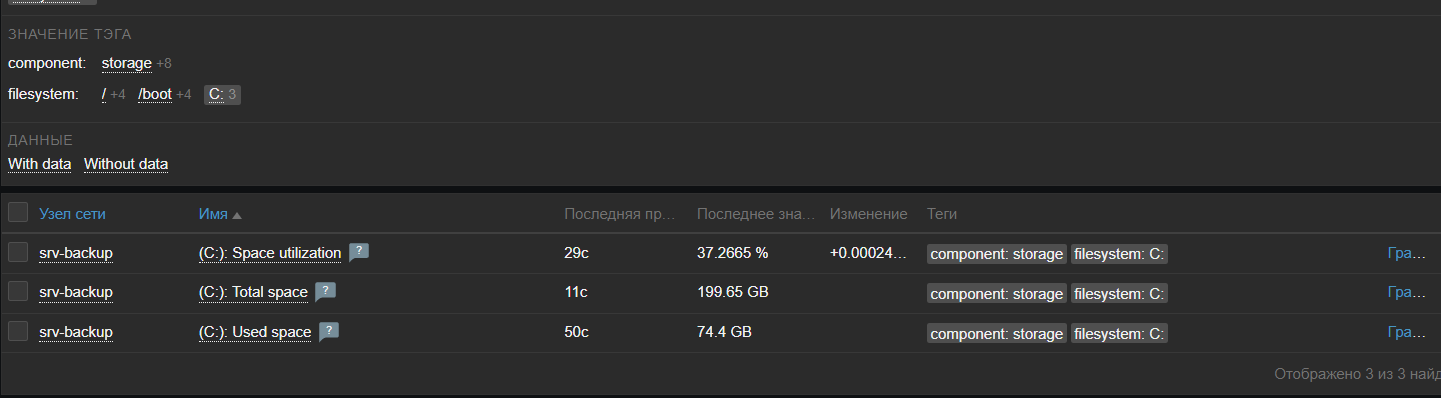 ЗНАЧЕНИЕ ТЭГА
component: storage +8
filesystem: / +4 /boot +4 C: 3
ДАННЫЕ
With data Without data
Узел сети Имя Последняя пр... Последнее зна... Изменение Теги
srv-backup (C:): Space utilization ? 29с 37.2665 % +0.00024... component: storage filesystem: C: Гра...
srv-backup (C:): Total space ? 11с 199.65 GB component: storage filesystem: C: Гра...
srv-backup (C:): Used space ? 50с 74.4 GB component: storage filesystem: C: Гра...
Отображено 3 из 3 найд